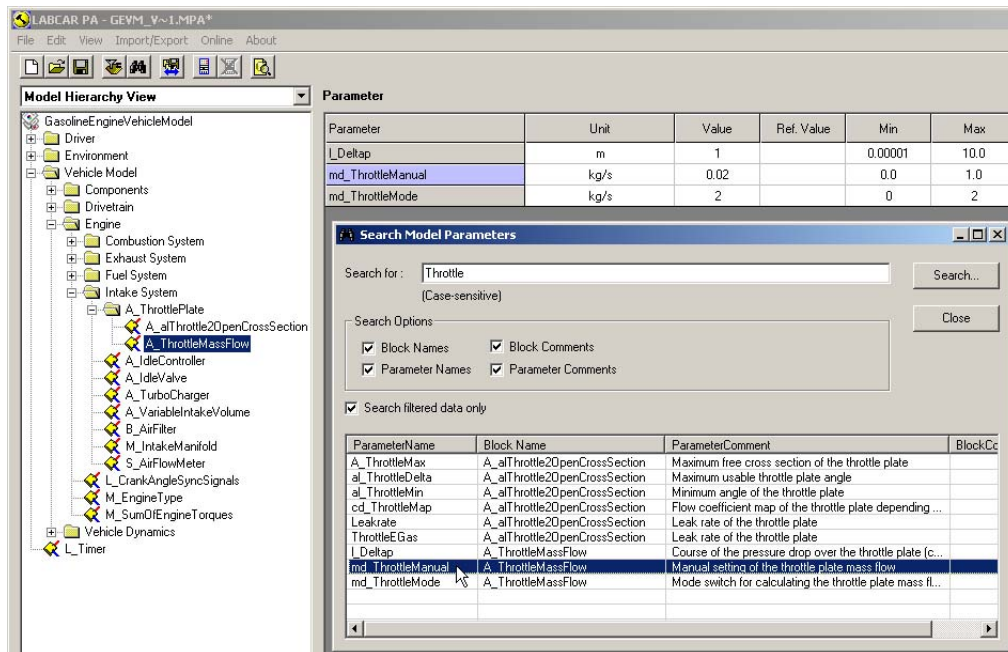 LABCAR PA - GEVM_V~1.MPA*
File Edit View Import/Export Online About
Model Hierarchy View
GasolineEngineVehicleModel
Driver
Environment
Vehicle Model
Components
Drivetrain
Engine
Combustion System
Exhaust System
Fuel System
Intake System
A_ThrottlePlate
A_alThrottle2OpenCrossSection
A_ThrottleMassFlow
A_IdleController
A_IdleValve
A_TurboCharger
A_VariableIntakeVolume
B_AirFilter
M_IntakeManifold
S_AirFlowMeter
L_CrankAngleSyncSignals
M_EngineType
M_SumOfEngineTorques
Vehicle Dynamics
L_Timer
Parameter
Parameter Unit Value Ref. Value Min Max
l_Deltap m 1 0.00001 10.0
md_ThrottleManual kg/s 0.02 0.0 1.0
md_ThrottleMode kg/s 2 0 2
Search Model Parameters
Search for : Throttle Search...
(Case-sensitive)
Close
Search Options
Block Names Block Comments
Parameter Names Parameter Comments
Search filtered data only
ParameterName Block Name ParameterComment BlockCc
A_ThrottleMax A_alThrottle2OpenCrossSection Maximum free cross section of the throttle plate
al_ThrottleDelta A_alThrottle2OpenCrossSection Maximum usable throttle plate angle
al_ThrottleMin A_alThrottle2OpenCrossSection Minimum angle of the throttle plate
cd_ThrottleMap A_alThrottle2OpenCrossSection Flow coefficient map of the throttle plate depending ...
Leakrate A_alThrottle2OpenCrossSection Leak rate of the throttle plate
ThrottleEGas A_alThrottle2OpenCrossSection Leak rate of the throttle plate
l_Deltap A_ThrottleMassFlow Course of the pressure drop over the throttle plate (c...
md_ThrottleManual A_ThrottleMassFlow Manual setting of the throttle plate mass flow
md_ThrottleMode A_ThrottleMassFlow Mode switch for calculating the throttle plate mass fl...